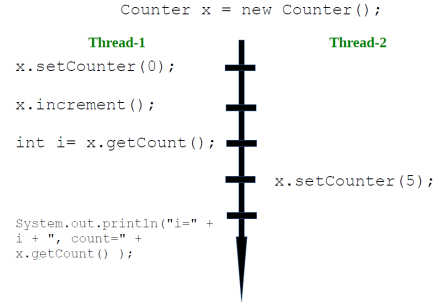 Counter x = new Counter();
Thread-1
Thread-2
x.setCounter(0);
x.increment();
int i= x.getCount();
x.setCounter(5);
System.out.println("i=" +
i + ", count=" +
x.getCount() );